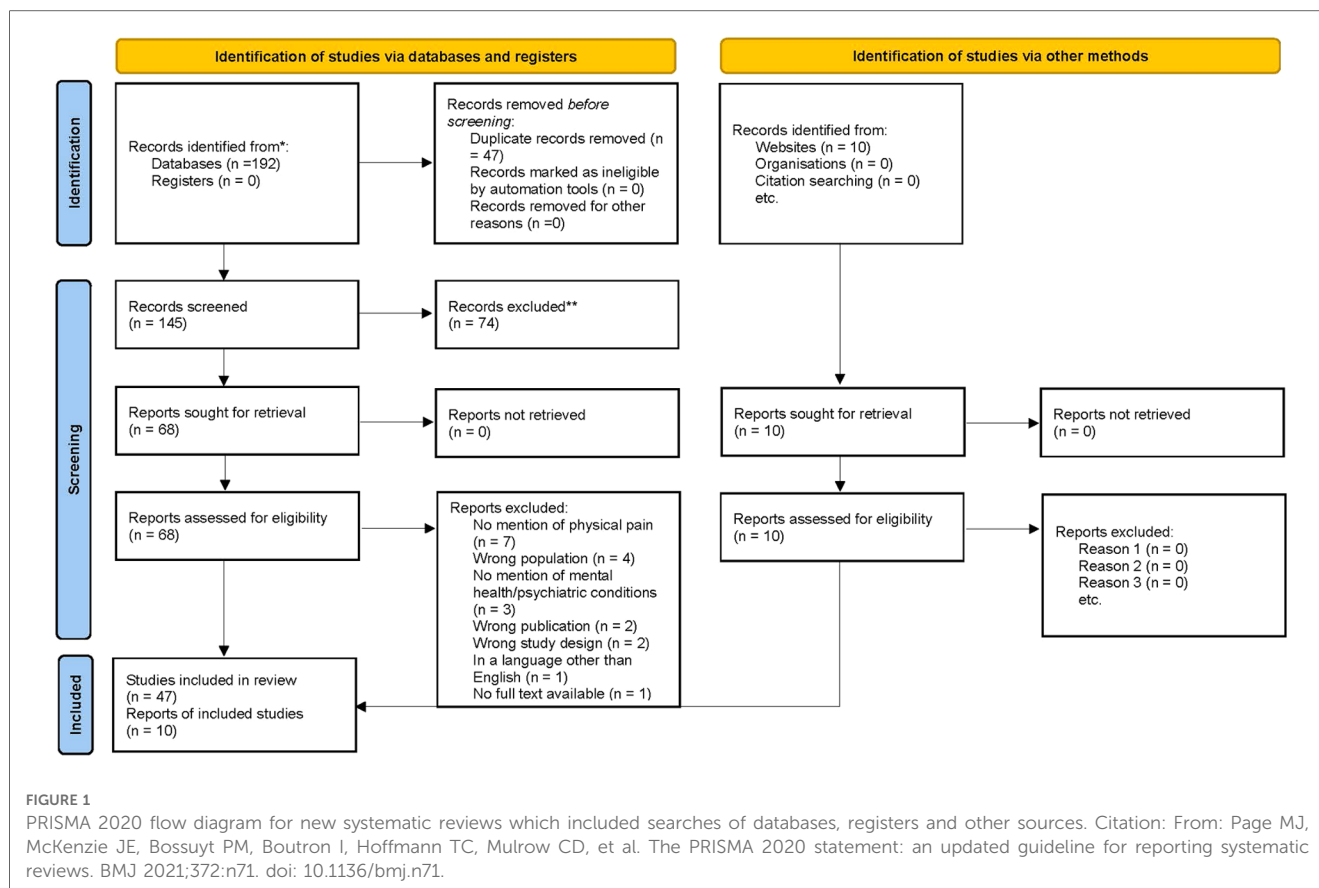 Identification of studies via databases and registers
Identification of studies via other methods
Identification
Records identified from*:
Databases (n =192)
Registers (n = 0)
Records removed before
screening:
Duplicate records removed (n
= 47)
Records marked as ineligible
by automation tools (n = 0)
Records removed for other
reasons (n =0)
Records identified from:
Websites (n = 10)
Organisations (n = 0)
Citation searching (n = 0)
etc.
Screening
Records screened
(n = 145)
Records excluded**
(n = 74)
Reports sought for retrieval
(n = 68)
Reports not retrieved
(n = 0)
Reports sought for retrieval
(n = 10)
Reports not retrieved
(n = 0)
Reports assessed for eligibility
(n = 68)
Reports excluded:
No mention of physical pain
(n = 7)
Wrong population (n = 4)
No mention of mental
health/psychiatric conditions
(n = 3)
Wrong publication (n = 2)
Wrong study design (n = 2)
In a language other than
English (n = 1)
No full text available (n = 1)
Reports assessed for eligibility
(n = 10)
Reports excluded:
Reason 1 (n = 0)
Reason 2 (n = 0)
Reason 3 (n = 0)
etc.
Included
Studies included in review
(n = 47)
Reports of included studies
(n = 10)
FIGURE 1
PRISMA 2020 flow diagram for new systematic reviews which included searches of databases, registers and other sources. Citation: From: Page MJ,
McKenzie JE, Bossuyt PM, Boutron I, Hoffmann TC, Mulrow CD, et al. The PRISMA 2020 statement: an updated guideline for reporting systematic
reviews. BMJ 2021;372:n71. doi: 10.1136/bmj.n71.